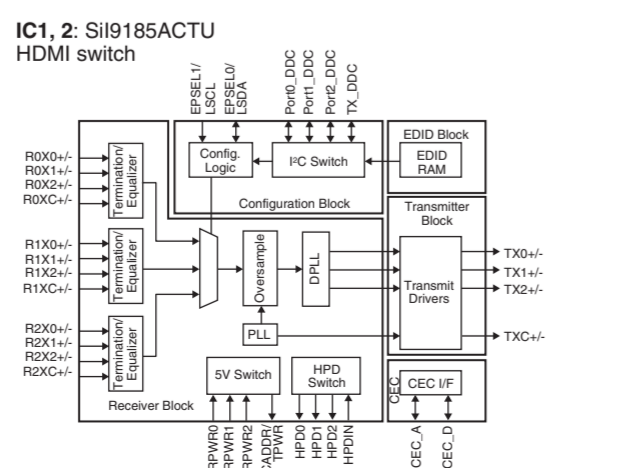 IC1, 2: SiI9185ACTU
HDMI switch
EPSEL1/
LSCL
EPSEL0/
LSDA
Port0_DDC
Port1_DDC
Port2_DDC
TX_DDC
Config.
Logic
I²C Switch
Configuration Block
EDID Block
EDID
RAM
R0X0+/-
R0X1+/-
R0X2+/-
R0XC+/-
Termination/
Equalizer
R1X0+/-
R1X1+/-
R1X2+/-
R1XC+/-
Termination/
Equalizer
R2X0+/-
R2X1+/-
R2X2+/-
R2XC+/-
Termination/
Equalizer
Oversample
DPLL
PLL
Transmitter
Block
Transmit
Drivers
TX0+/-
TX1+/-
TX2+/-
TXC+/-
5V Switch
HPD
Switch
Receiver Block
CEC
CEC I/F
RPWR0
RPWR1
RPWR2
CADDR/
TPWR
HPD0
HPD1
HPD2
HPDIN
CEC_A
CEC_D